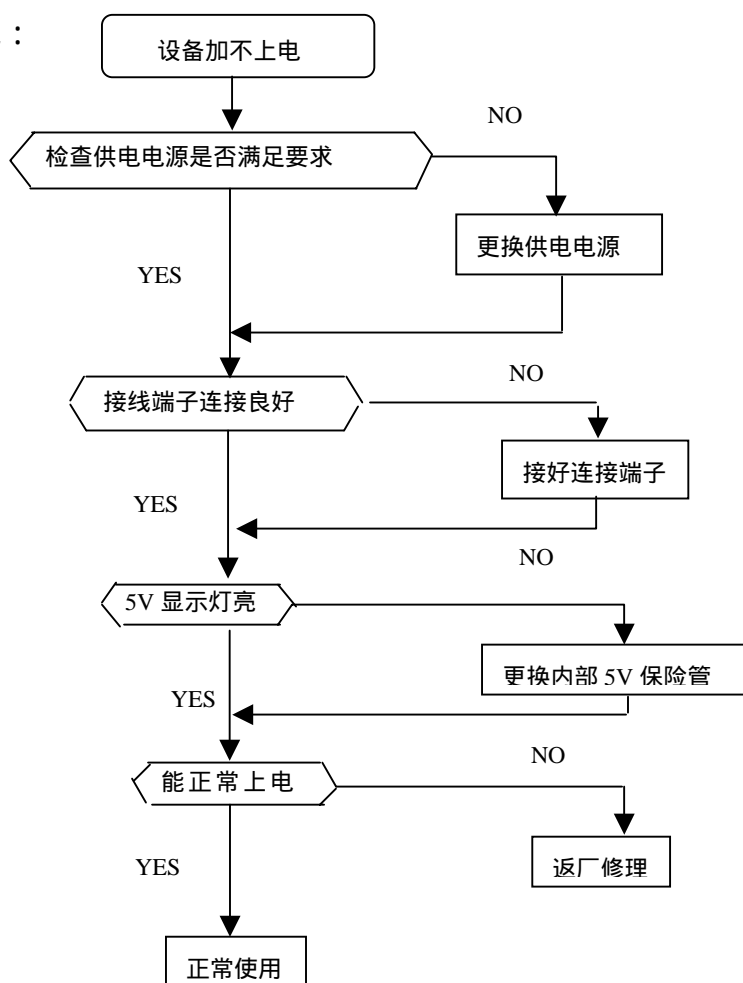 ：
设备加不上电
NO
检查供电电源是否满足要求
更换供电电源
YES
NO
接线端子连接良好
接好连接端子
YES
NO
5V 显示灯亮
更换内部 5V 保险管
YES
NO
能正常上电
返厂修理
YES
正常使用